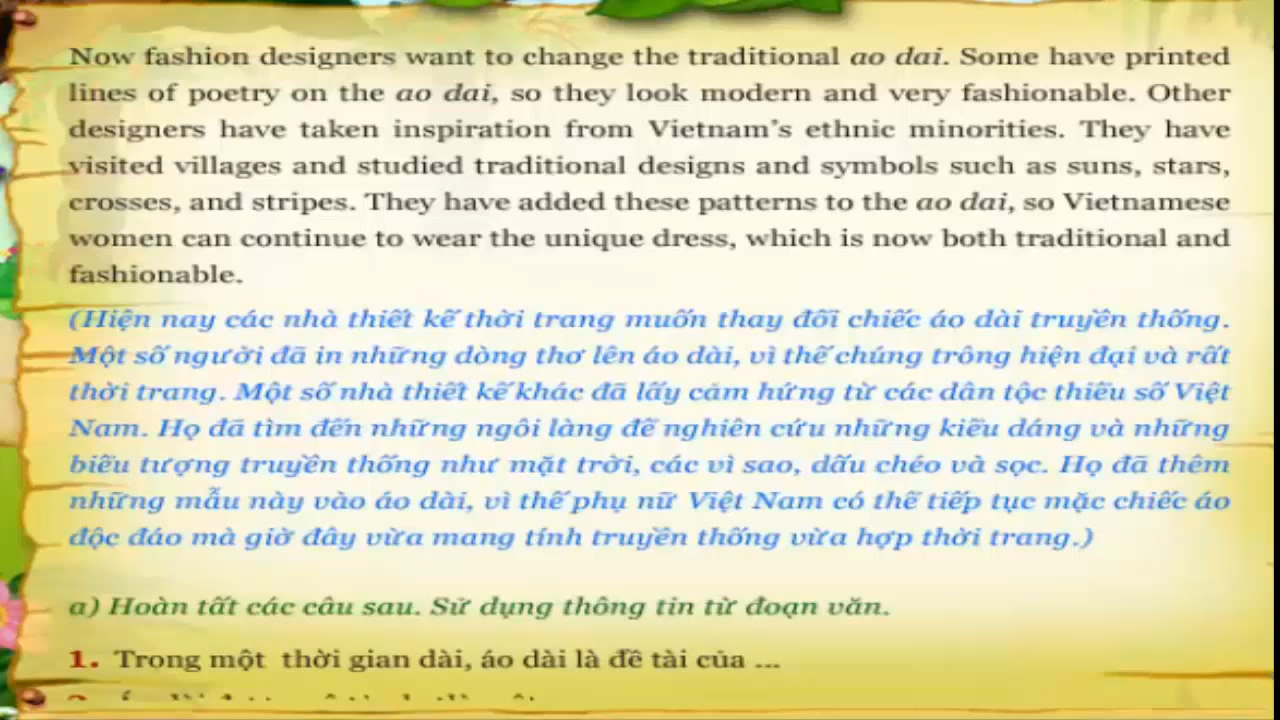 Now fashion designers want to change the traditional ao dai. Some have printed
lines of poetry on the ao dai, so they look modern and very fashionable. Other
designers have taken inspiration from Vietnam's ethnic minorities. They have
visited villages and studied traditional designs and symbols such as suns, stars,
crosses, and stripes. They have added these patterns to the ao dai, so Vietnamese
women can continue to wear the unique dress, which is now both traditional and
fashionable.
(Hiện nay các nhà thiết kế thời trang muốn thay đổi chiếc áo dài truyền thống.
Một số người đã in những dòng thơ lên áo dài, vì thế chúng trông hiện đại và rất
thời trang. Một số nhà thiết kế khác đã lấy cảm hứng từ các dân tộc thiểu số Việt
Nam. Họ đã tìm đến những ngôi làng để nghiên cứu những kiểu dáng và những
biểu tượng truyền thống như mặt trời, các vì sao, dấu chéo và sọc. Họ đã thêm
những mẫu này vào áo dài, vì thế phụ nữ Việt Nam có thể tiếp tục mặc chiếc áo
độc đáo mà giờ đây vừa mang tính truyền thống vừa hợp thời trang.)
a) Hoàn tất các câu sau. Sử dụng thông tin từ đoạn văn.
1. Trong một thời gian dài, áo dài là đề tài của ...